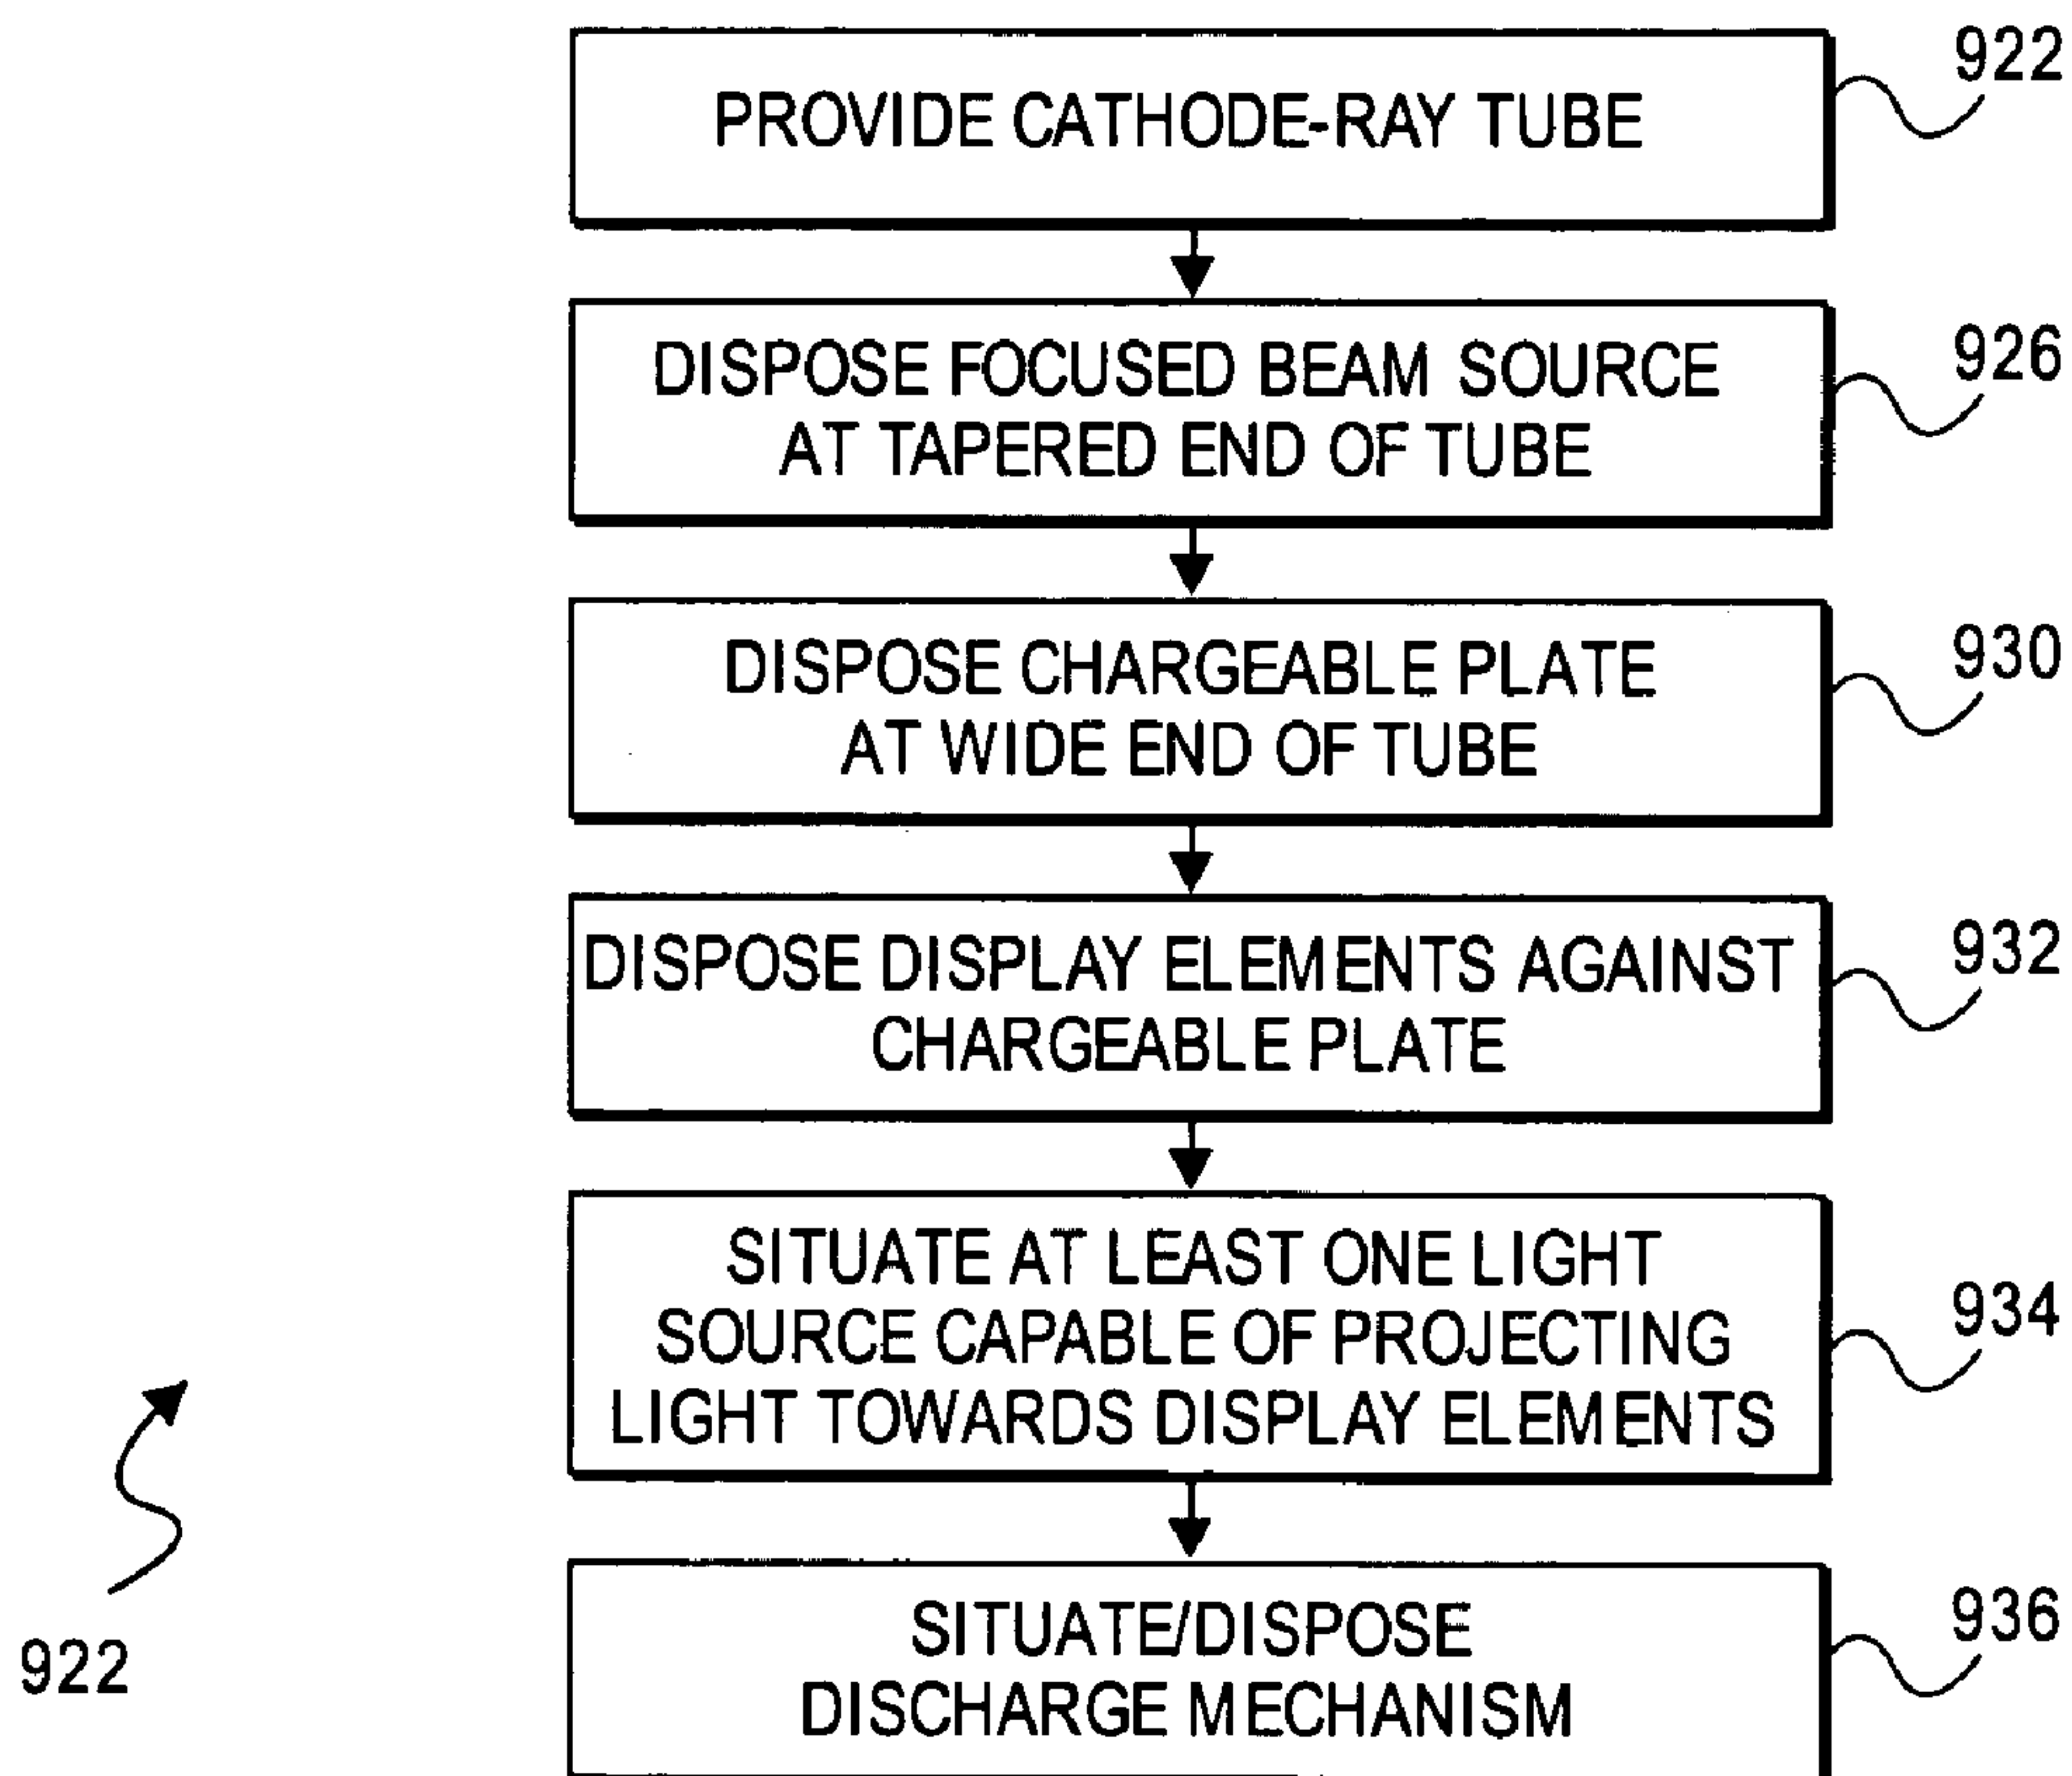 922
PROVIDE CATHODE-RAY TUBE
926
DISPOSE FOCUSED BEAM SOURCE
AT TAPERED END OF TUBE
930
DISPOSE CHARGEABLE PLATE
AT WIDE END OF TUBE
932
DISPOSE DISPLAY ELEMENTS AGAINST
CHARGEABLE PLATE
934
SITUATE AT LEAST ONE LIGHT
SOURCE CAPABLE OF PROJECTING
LIGHT TOWARDS DISPLAY ELEMENTS
936
SITUATE/DISPOSE
DISCHARGE MECHANISM
922